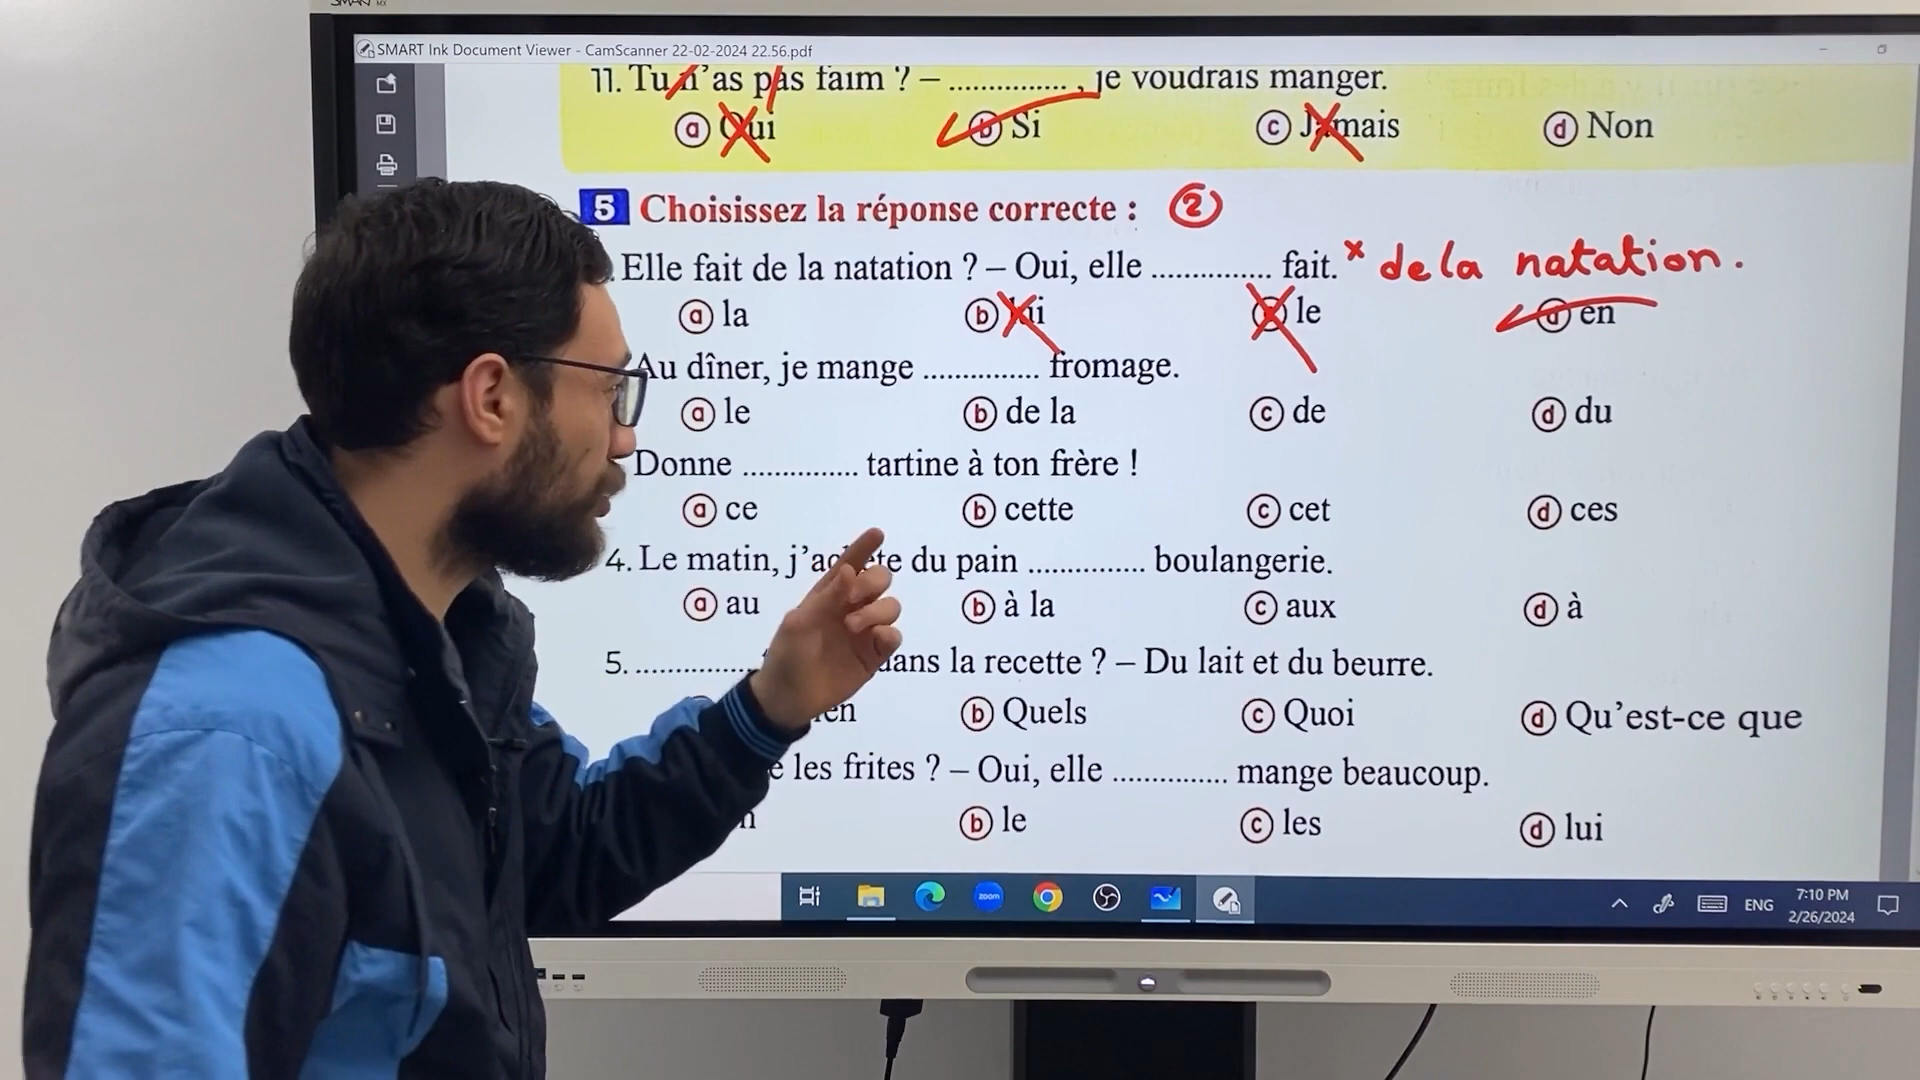 SMART Ink Document Viewer - CamScanner 22-02-2024 22.56.pdf
11. Tu n'as pas faim ? – .............. , je voudrais manger.
a Oui b Si c Jamais d Non
5 Choisissez la réponse correcte : 2
Elle fait de la natation ? – Oui, elle .............. fait. * de la natation.
a la b lui c le d en
Au dîner, je mange .............. fromage.
a le b de la c de d du
Donne .............. tartine à ton frère !
a ce b cette c cet d ces
4. Le matin, j'achète du pain .............. boulangerie.
a au b à la c aux d à
5. .............. dans la recette ? – Du lait et du beurre.
b Quels c Quoi d Qu'est-ce que
les frites ? – Oui, elle .............. mange beaucoup.
b le c les d lui
zoom
ENG
7:10 PM
2/26/2024